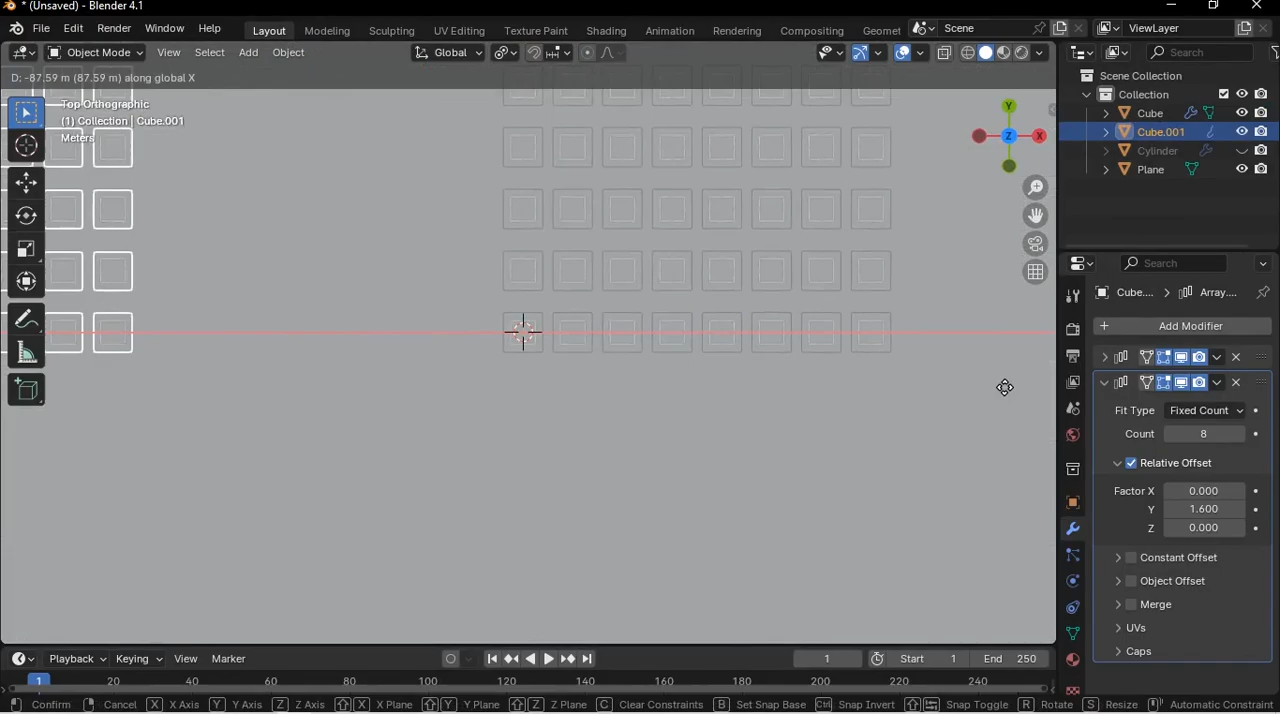 * (Unsaved) - Blender 4.1
File Edit Render Window Help Layout Modeling Sculpting UV Editing Texture Paint Shading Animation Rendering Compositing Geomet Scene ViewLayer
Object Mode View Select Add Object Global Search
D: -87.59 m (87.59 m) along global X
Top Orthographic
(1) Collection | Cube.001
Meters
Y
X
Z
Scene Collection
Collection
Cube
Cube.001
Cylinder
Plane
Search
Cube.... > Array....
Add Modifier
Fit Type Fixed Count
Count 8
Relative Offset
Factor X 0.000
Y 1.600
Z 0.000
Constant Offset
Object Offset
Merge
UVs
Caps
Playback Keying View Marker 1 Start 1 End 250
1 20 40 60 80 100 120 140 160 180 200 220 240
Confirm Cancel X X Axis Y Y Axis Z Z Axis X X Plane Y Y Plane Z Z Plane C Clear Constraints B Set Snap Base Ctrl Snap Invert Snap Toggle G Move R Rotate S Resize Automatic Constraint